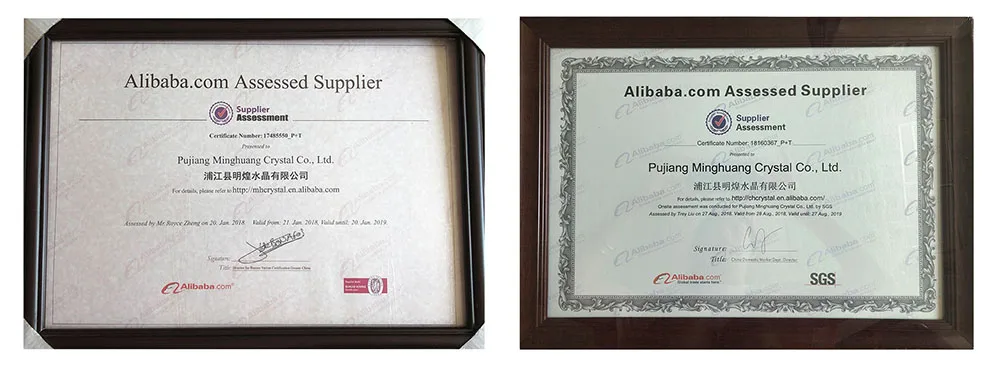 Alibaba.com Assessed Supplier
Supplier
Assessment
Certificate Number:17485550_P+T
Presented to
Pujiang Minghuang Crystal Co., Ltd.
浦江县明煌水晶有限公司
For details, please refer to http://mhcrystal.en.alibaba.com
Assessed by Mr. Royce Zheng on 20. Jan. 2018 Valid from: 21. Jan. 2018, Valid until: 20. Jan. 2019.
Signature:
Title:
Alibaba.com
Alibaba.com Assessed Supplier
Supplier
Assessment
Certificate Number: 18160367_P+T
Presented to
Pujiang Minghuang Crystal Co., Ltd.
浦江县明煌水晶有限公司
For details, please refer to http://chcrystal.en.alibaba.com/
Onsite assessment was conducted for Pujiang Minghuang Crystal Co., Ltd. by SGS
Assessed by Trey Liu on 27 Aug., 2018, Valid from 28 Aug., 2018, Valid until: 27 Aug., 2019
Signature:
Title: China Domestic Market Dept. Director
Alibaba.com
Global trade starts here.
SGS